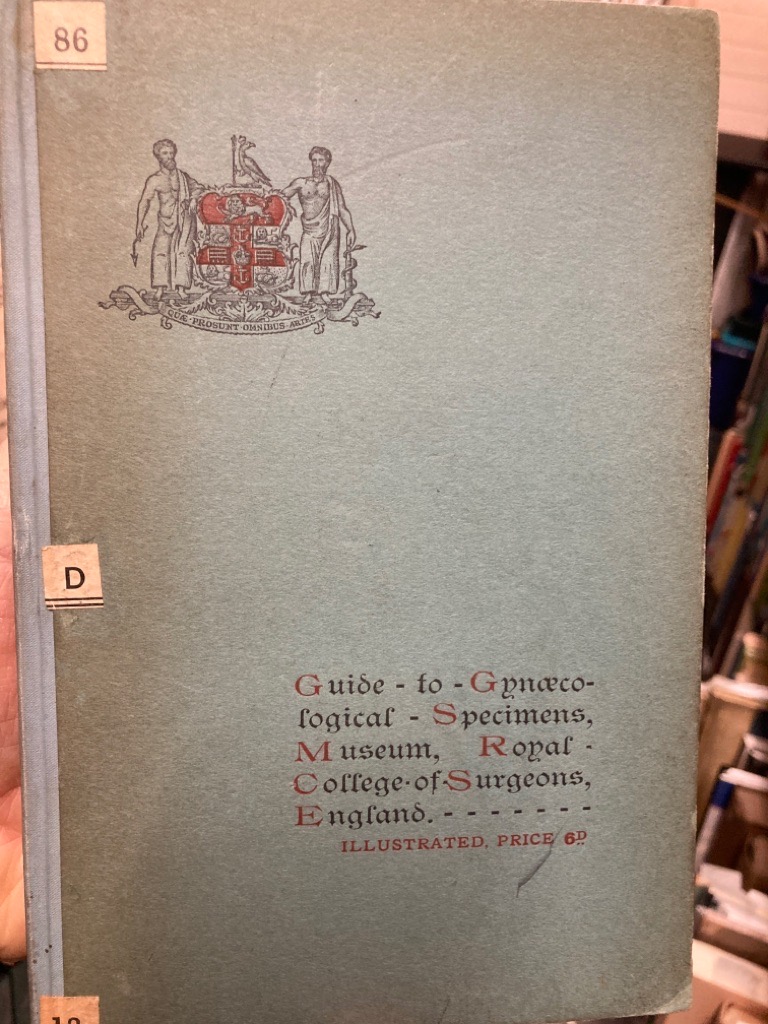 86
QUÆ·PROSUNT·OMNIBUS·ARTES
D
Guide - to - Gynæco-
logical - Specimens,
Museum, Royal -
College·of·Surgeons,
England. - - - - - - -
ILLUSTRATED, PRICE 6D